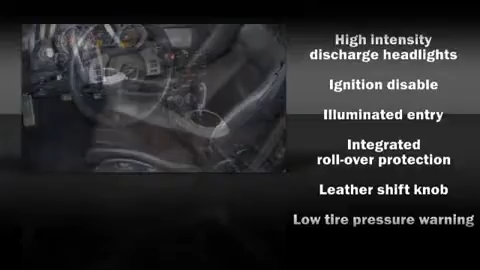 High intensity
discharge headlights
Ignition disable
Illuminated entry
Integrated
roll-over protection
Leather shift knob
Low tire pressure warning